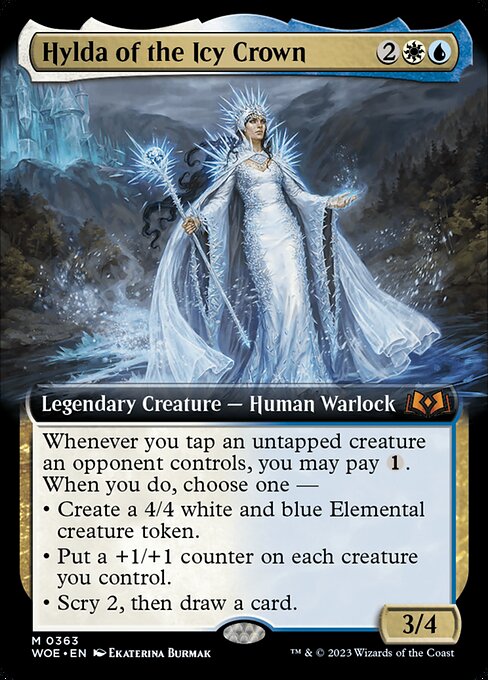 Hylda of the Icy Crown 2
Legendary Creature — Human Warlock
Whenever you tap an untapped creature
an opponent controls, you may pay 1.
When you do, choose one —
• Create a 4/4 white and blue Elemental
creature token.
• Put a +1/+1 counter on each creature
you control.
• Scry 2, then draw a card.
3/4
M 0363
WOE • EN Ekaterina Burmak
™ & © 2023 Wizards of the Coast